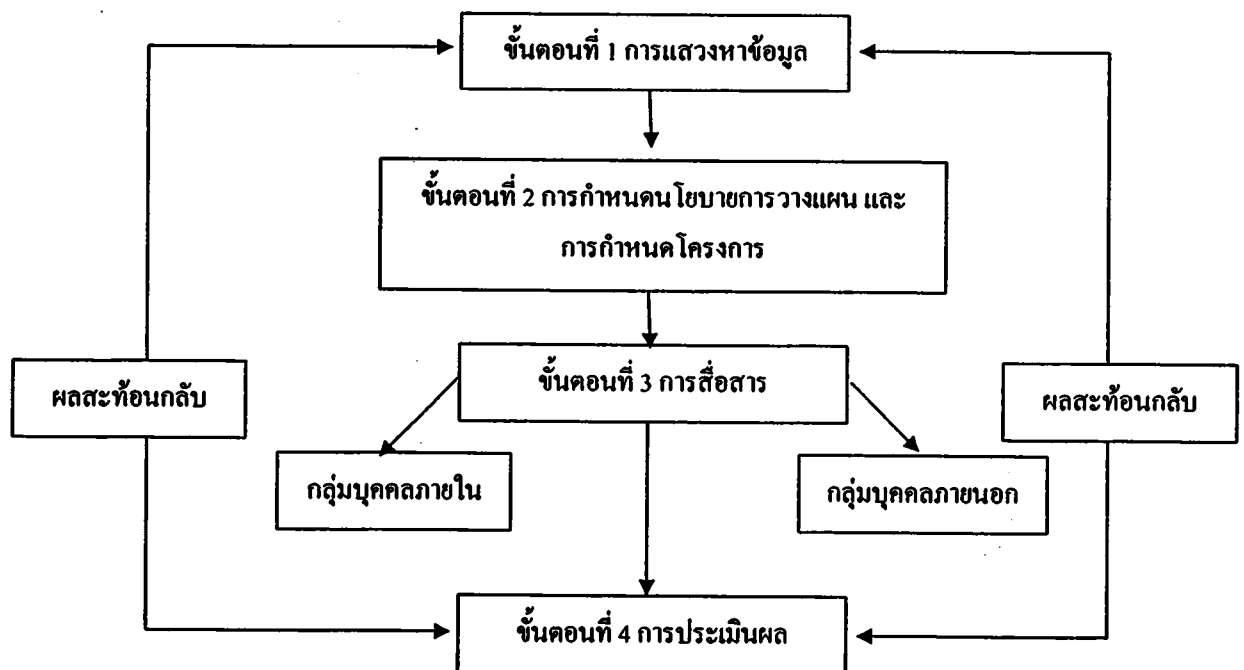 ขั้นตอนที่ 1 การแสวงหาข้อมูล
ขั้นตอนที่ 2 การกำหนดนโยบายการวางแผน และ
การกำหนดโครงการ
ขั้นตอนที่ 3 การสื่อสาร
ผลสะท้อนกลับ
ผลสะท้อนกลับ
กลุ่มบุคคลภายใน
กลุ่มบุคคลภายนอก
ขั้นตอนที่ 4 การประเมินผล